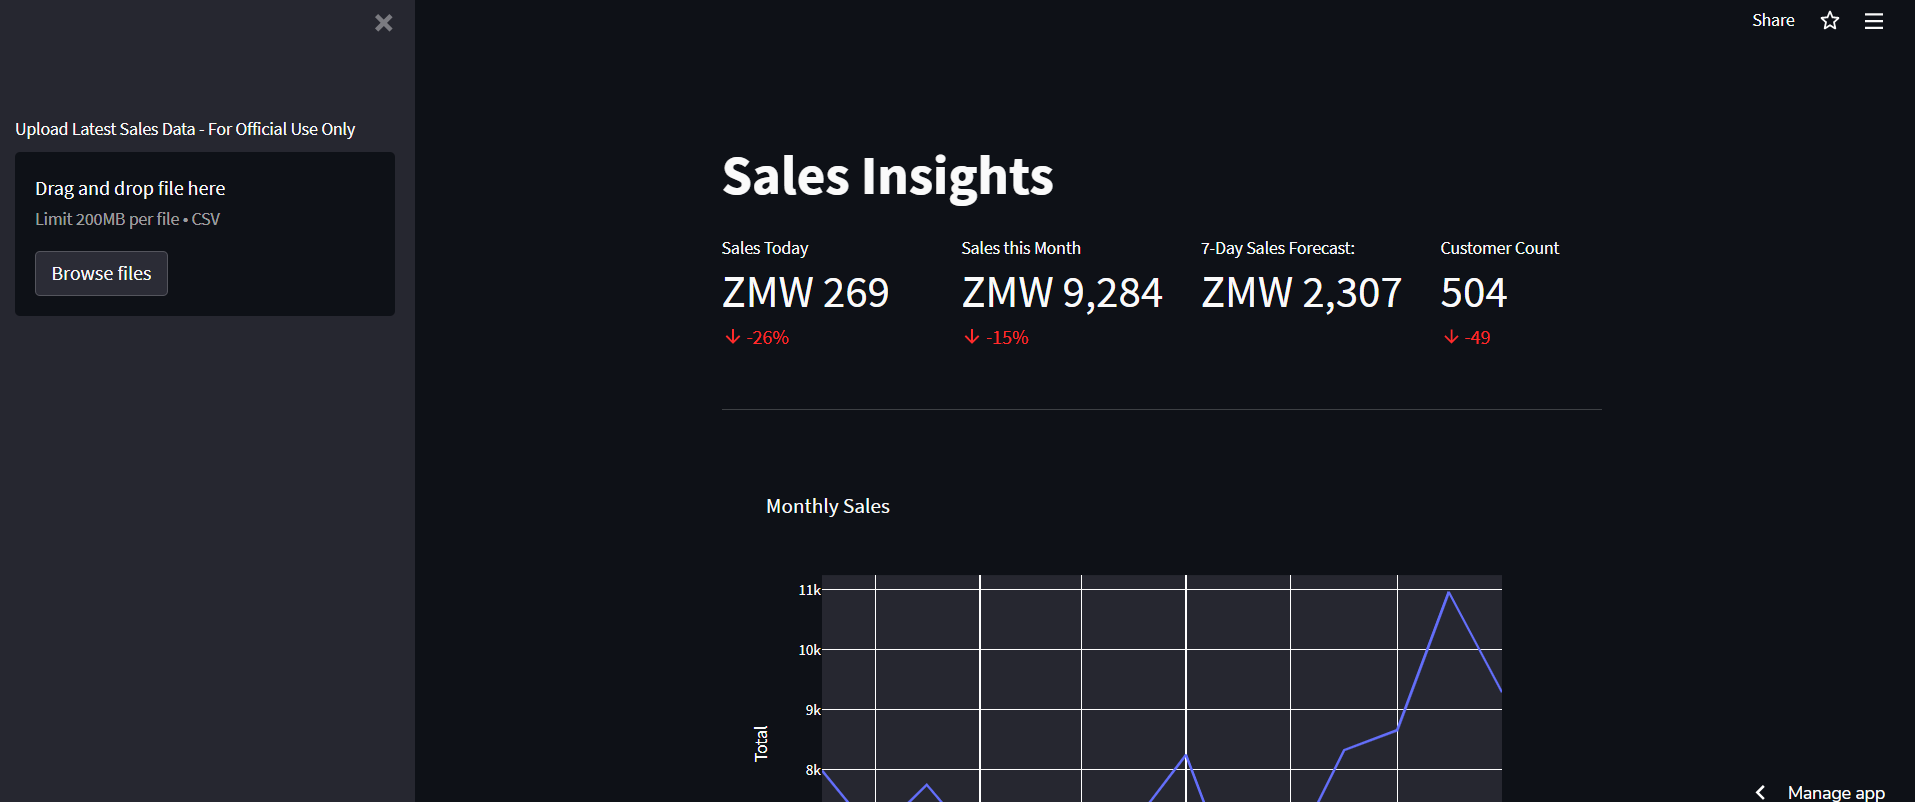 Share
Upload Latest Sales Data - For Official Use Only
Drag and drop file here
Limit 200MB per file • CSV
Browse files
Sales Insights
Sales Today
ZMW 269
-26%
Sales this Month
ZMW 9,284
-15%
7-Day Sales Forecast:
ZMW 2,307
Customer Count
504
-49
Monthly Sales
11k
10k
9k
8k
Total
Manage app